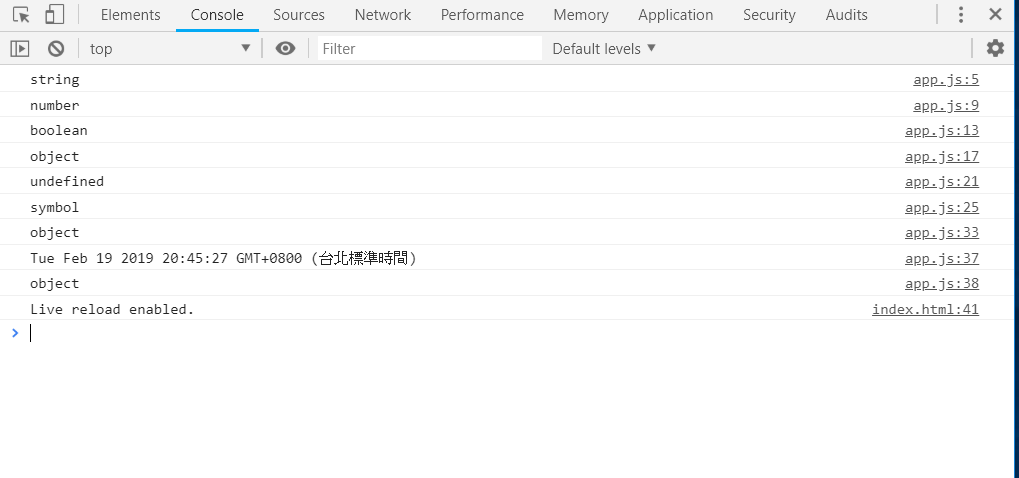 Elements Console Sources Network Performance Memory Application Security Audits
top Filter Default levels
string app.js:5
number app.js:9
boolean app.js:13
object app.js:17
undefined app.js:21
symbol app.js:25
object app.js:33
Tue Feb 19 2019 20:45:27 GMT+0800 (台北標準時間) app.js:37
object app.js:38
Live reload enabled. index.html:41